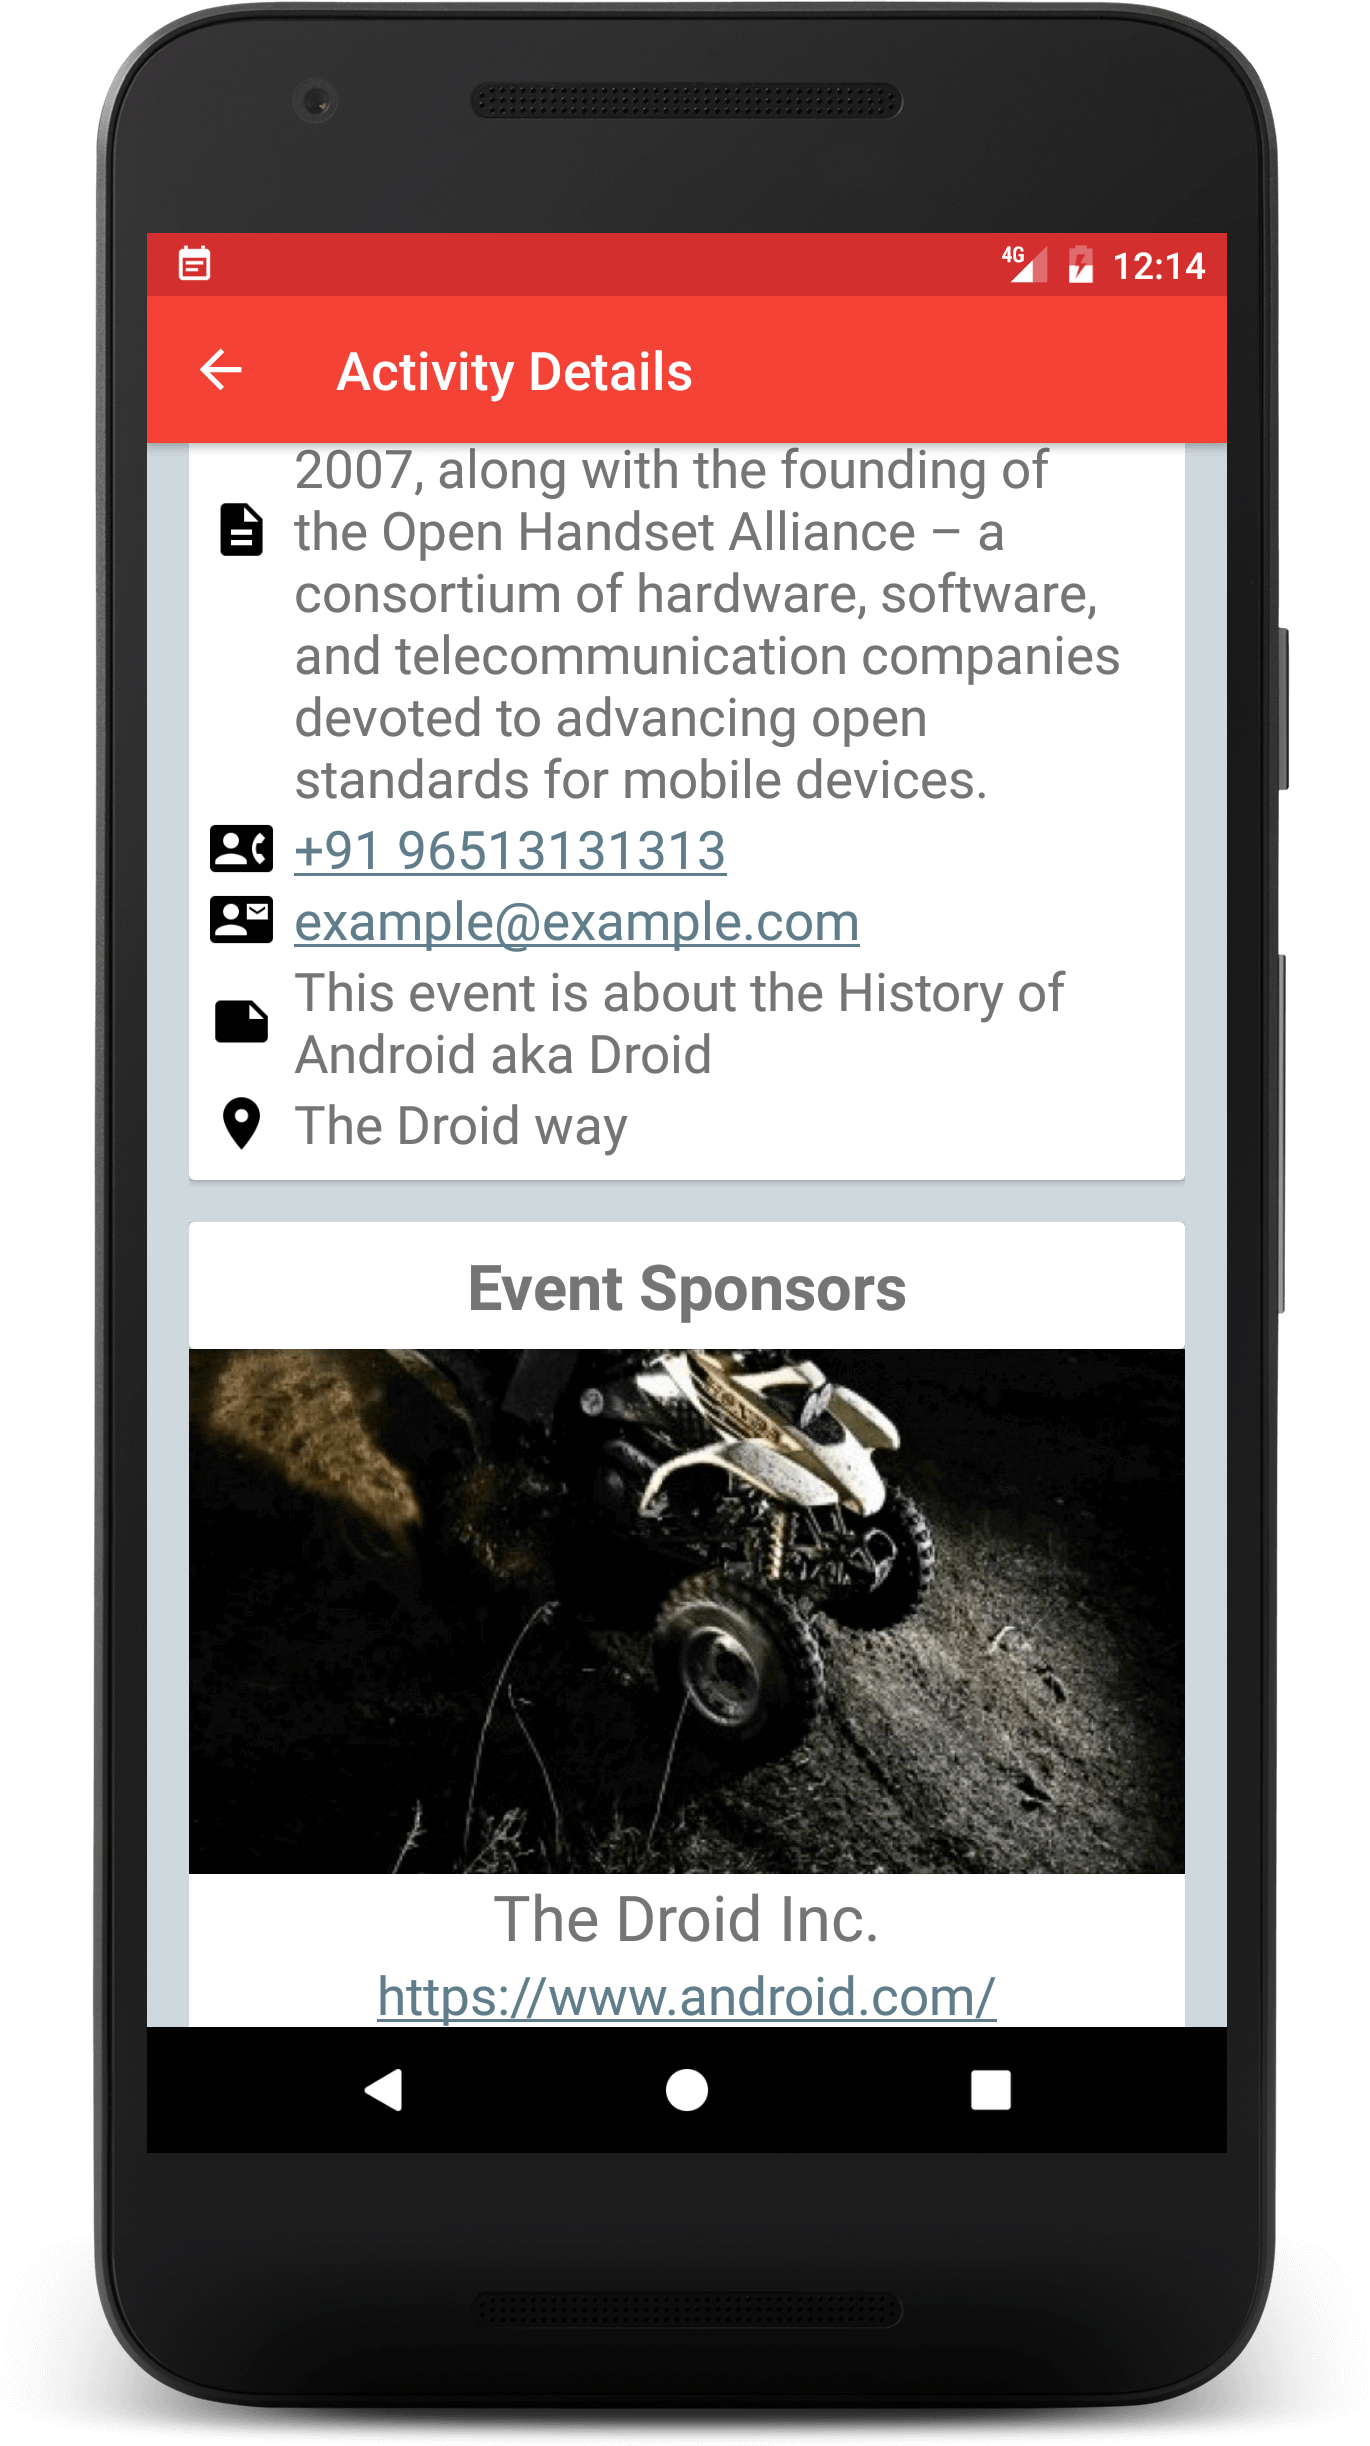 4G 12:14
Activity Details
2007, along with the founding of
the Open Handset Alliance – a
consortium of hardware, software,
and telecommunication companies
devoted to advancing open
standards for mobile devices.
+91 96513131313
example@example.com
This event is about the History of
Android aka Droid
The Droid way
Event Sponsors
The Droid Inc.
https://www.android.com/